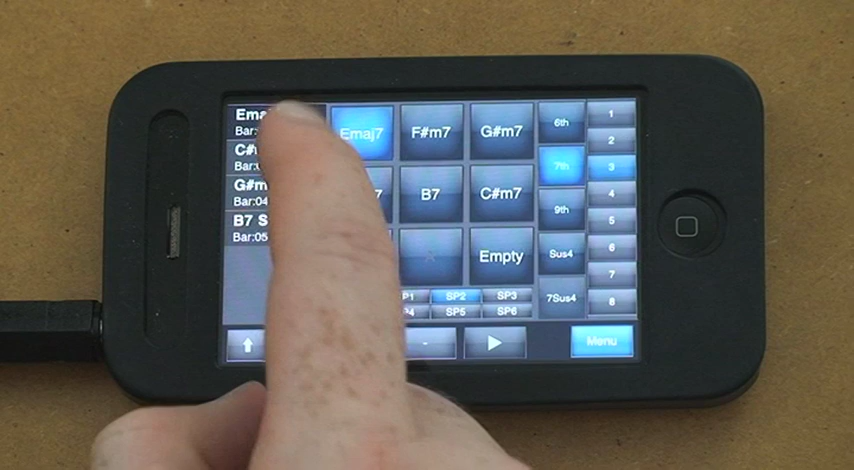 Emaj7 F#m7 G#m7 6th 1
Bar:
2
7th 3
B7 C#m7
G#m
Bar:04 9th 4
B7 S 5
Bar:05
Empty Sus4 6
7
SP2 SP3 7Sus4 8
SP5 SP6
- Menu